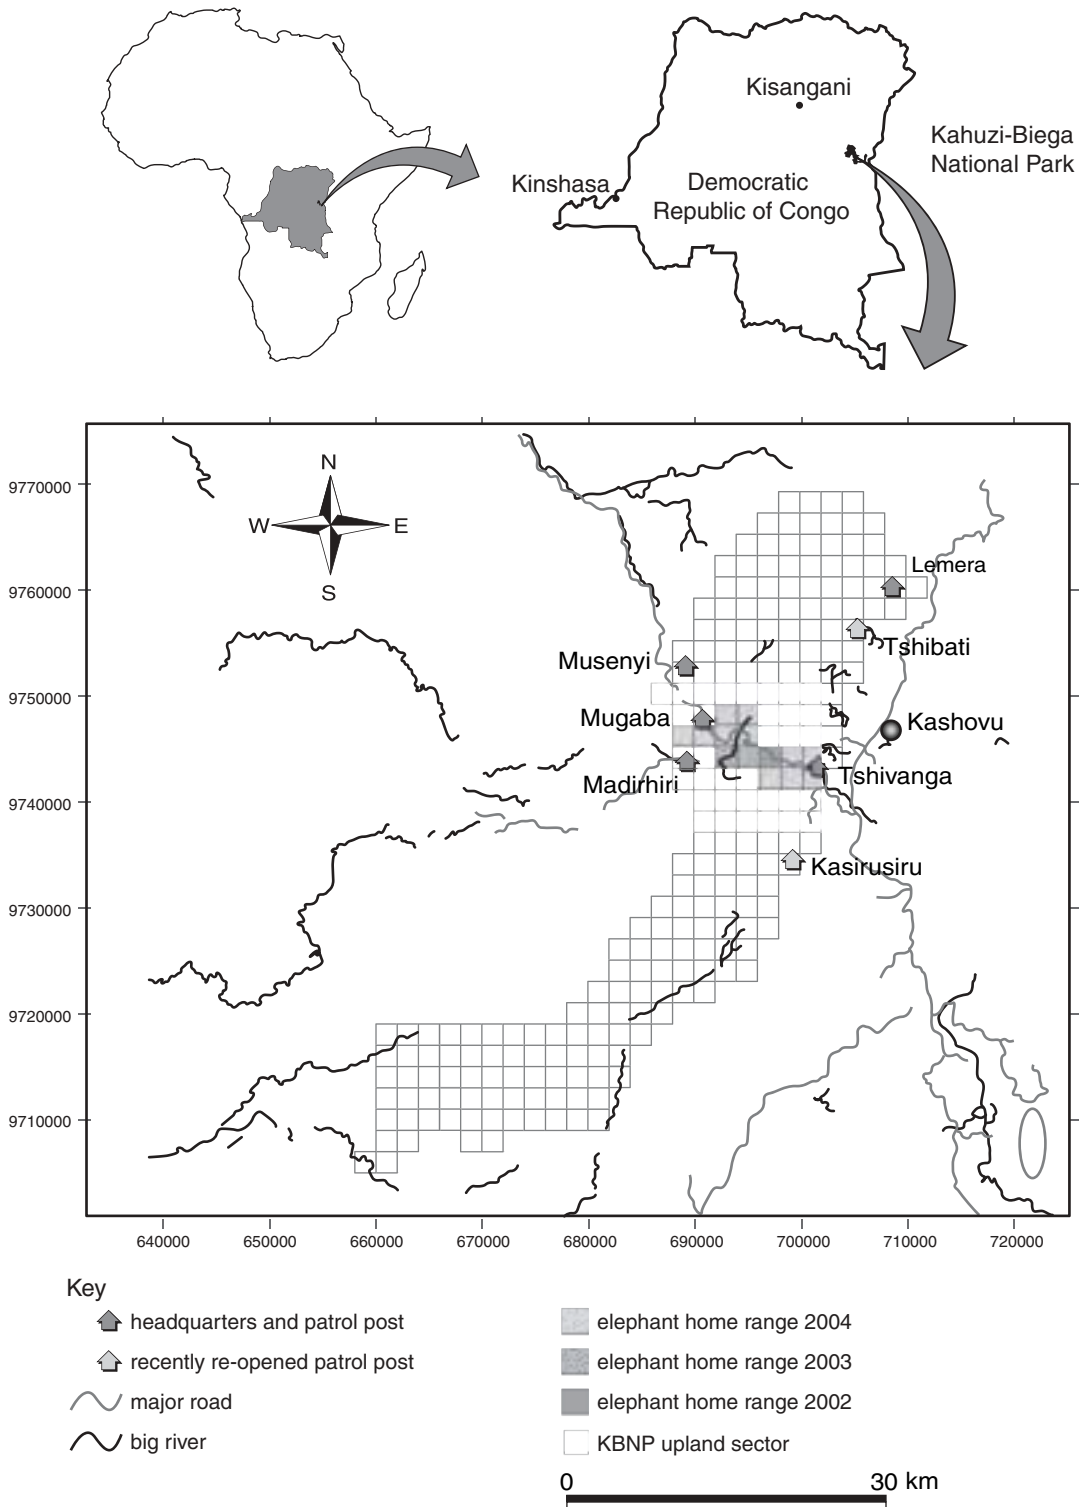 Kisangani
Kahuzi-Biega
National Park
Kinshasa
Democratic
Republic of Congo
N
W
E
S
9770000
9760000
9750000
9740000
9730000
9720000
9710000
Lemera
Tshibati
Musenyi
Mugaba
Kashovu
Madirhiri
Tshivanga
Kasirusiru
640000
650000
660000
670000
680000
690000
700000
710000
720000
Key
headquarters and patrol post
recently re-opened patrol post
major road
big river
elephant home range 2004
elephant home range 2003
elephant home range 2002
KBNP upland sector
0
30 km